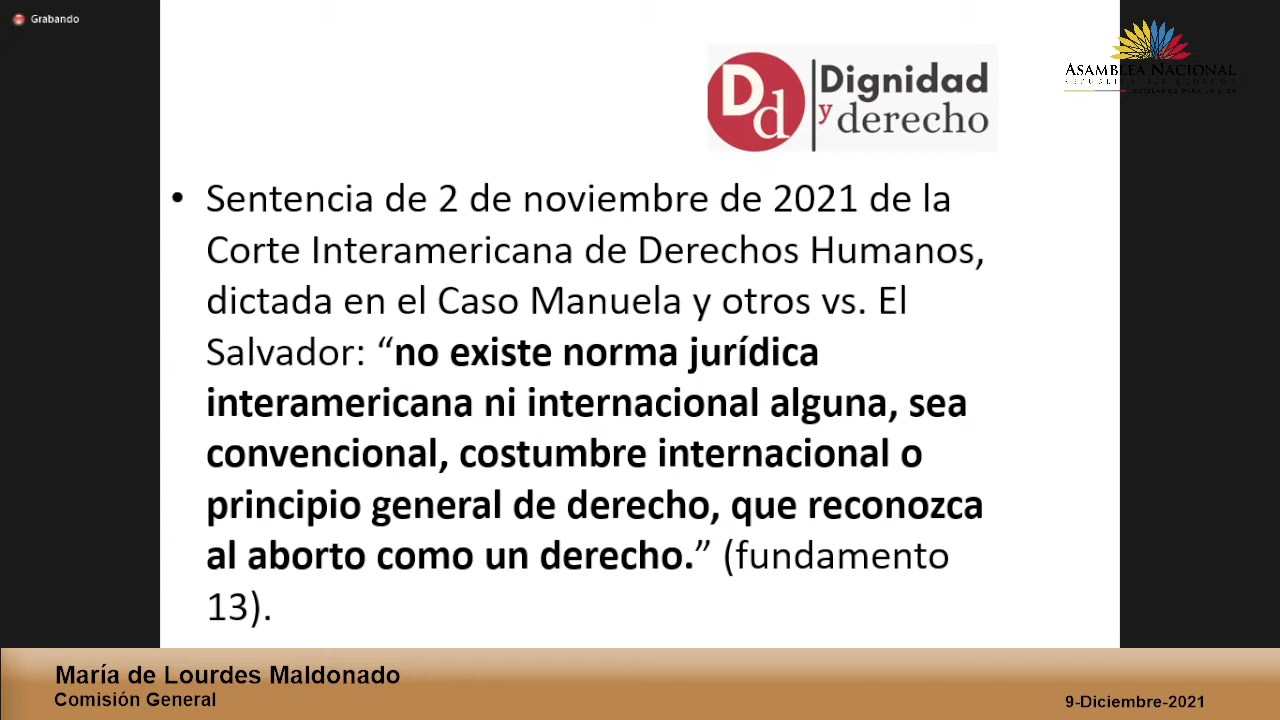 Grabando
ASAMBLEA NACIONAL
REPÚBLICA DEL ECUADOR
Dd
Dignidad
y derecho
• Sentencia de 2 de noviembre de 2021 de la
Corte Interamericana de Derechos Humanos,
dictada en el Caso Manuela y otros vs. El
Salvador: “no existe norma jurídica
interamericana ni internacional alguna, sea
convencional, costumbre internacional o
principio general de derecho, que reconozca
al aborto como un derecho.” (fundamento
13).
María de Lourdes Maldonado
Comisión General
9-Diciembre-2021